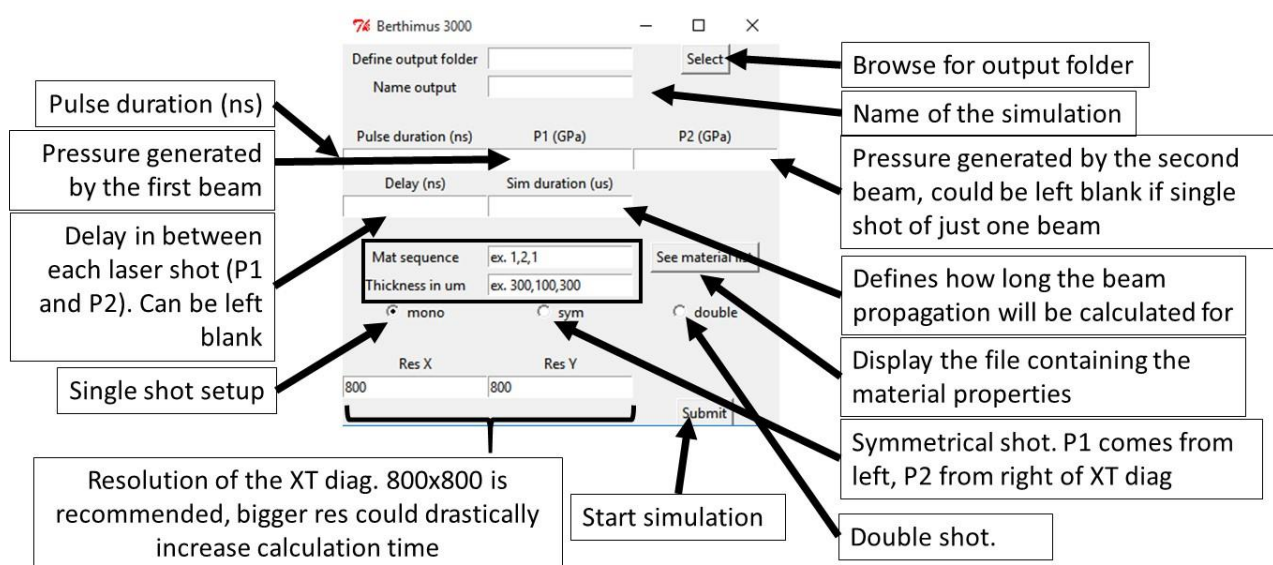 Berthimus 3000
Define output folder
Select
Name output
Pulse duration (ns) P1 (GPa) P2 (GPa)
Delay (ns) Sim duration (us)
Mat sequence ex. 1,2,1 See material list
Thickness in um ex. 300,100,300
mono sym double
Res X Res Y
800 800
Submit
Pulse duration (ns)
Pressure generated
by the first beam
Delay in between
each laser shot (P1
and P2). Can be left
blank
Single shot setup
Resolution of the XT diag. 800x800 is
recommended, bigger res could drastically
increase calculation time
Start simulation
Browse for output folder
Name of the simulation
Pressure generated by the second
beam, could be left blank if single
shot of just one beam
Defines how long the beam
propagation will be calculated for
Display the file containing the
material properties
Symmetrical shot. P1 comes from
left, P2 from right of XT diag
Double shot.